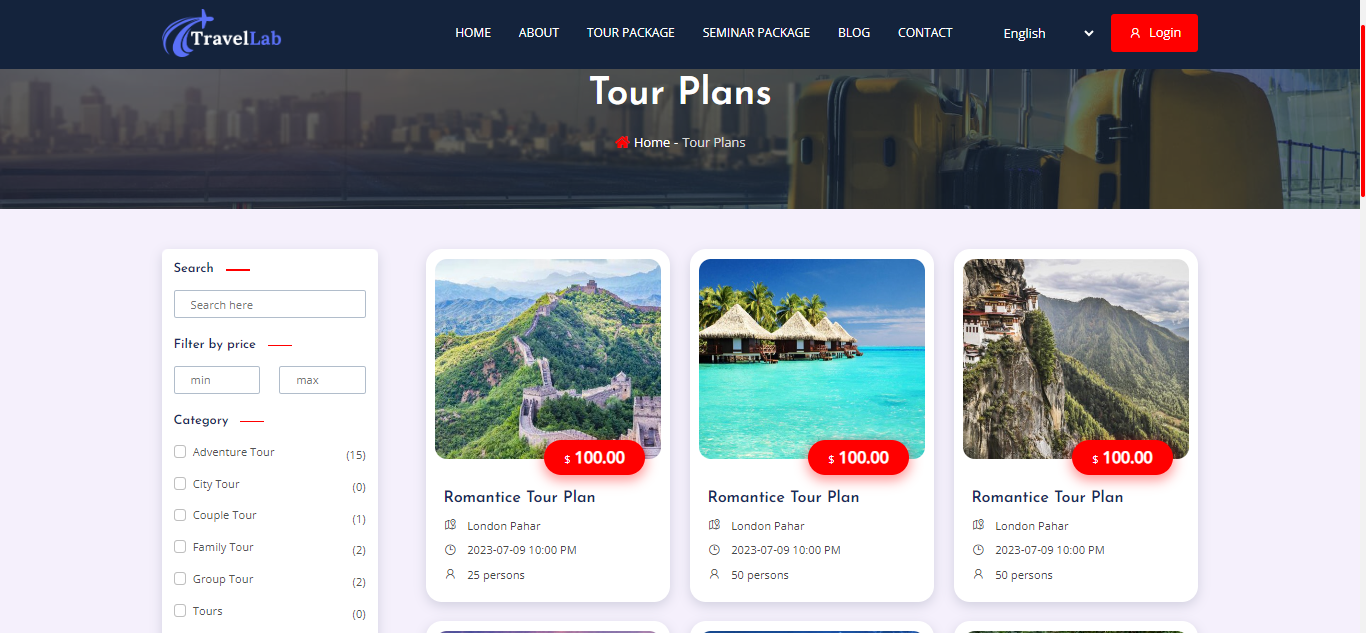 TravelLab
HOME ABOUT TOUR PACKAGE SEMINAR PACKAGE BLOG CONTACT English Login
Tour Plans
Home - Tour Plans
Search
Search here
Filter by price
min max
Category
Adventure Tour (15)
City Tour (0)
Couple Tour (1)
Family Tour (2)
Group Tour (2)
Tours (0)
$ 100.00
Romantice Tour Plan
London Pahar
2023-07-09 10:00 PM
25 persons
$ 100.00
Romantice Tour Plan
London Pahar
2023-07-09 10:00 PM
50 persons
$ 100.00
Romantice Tour Plan
London Pahar
2023-07-09 10:00 PM
50 persons